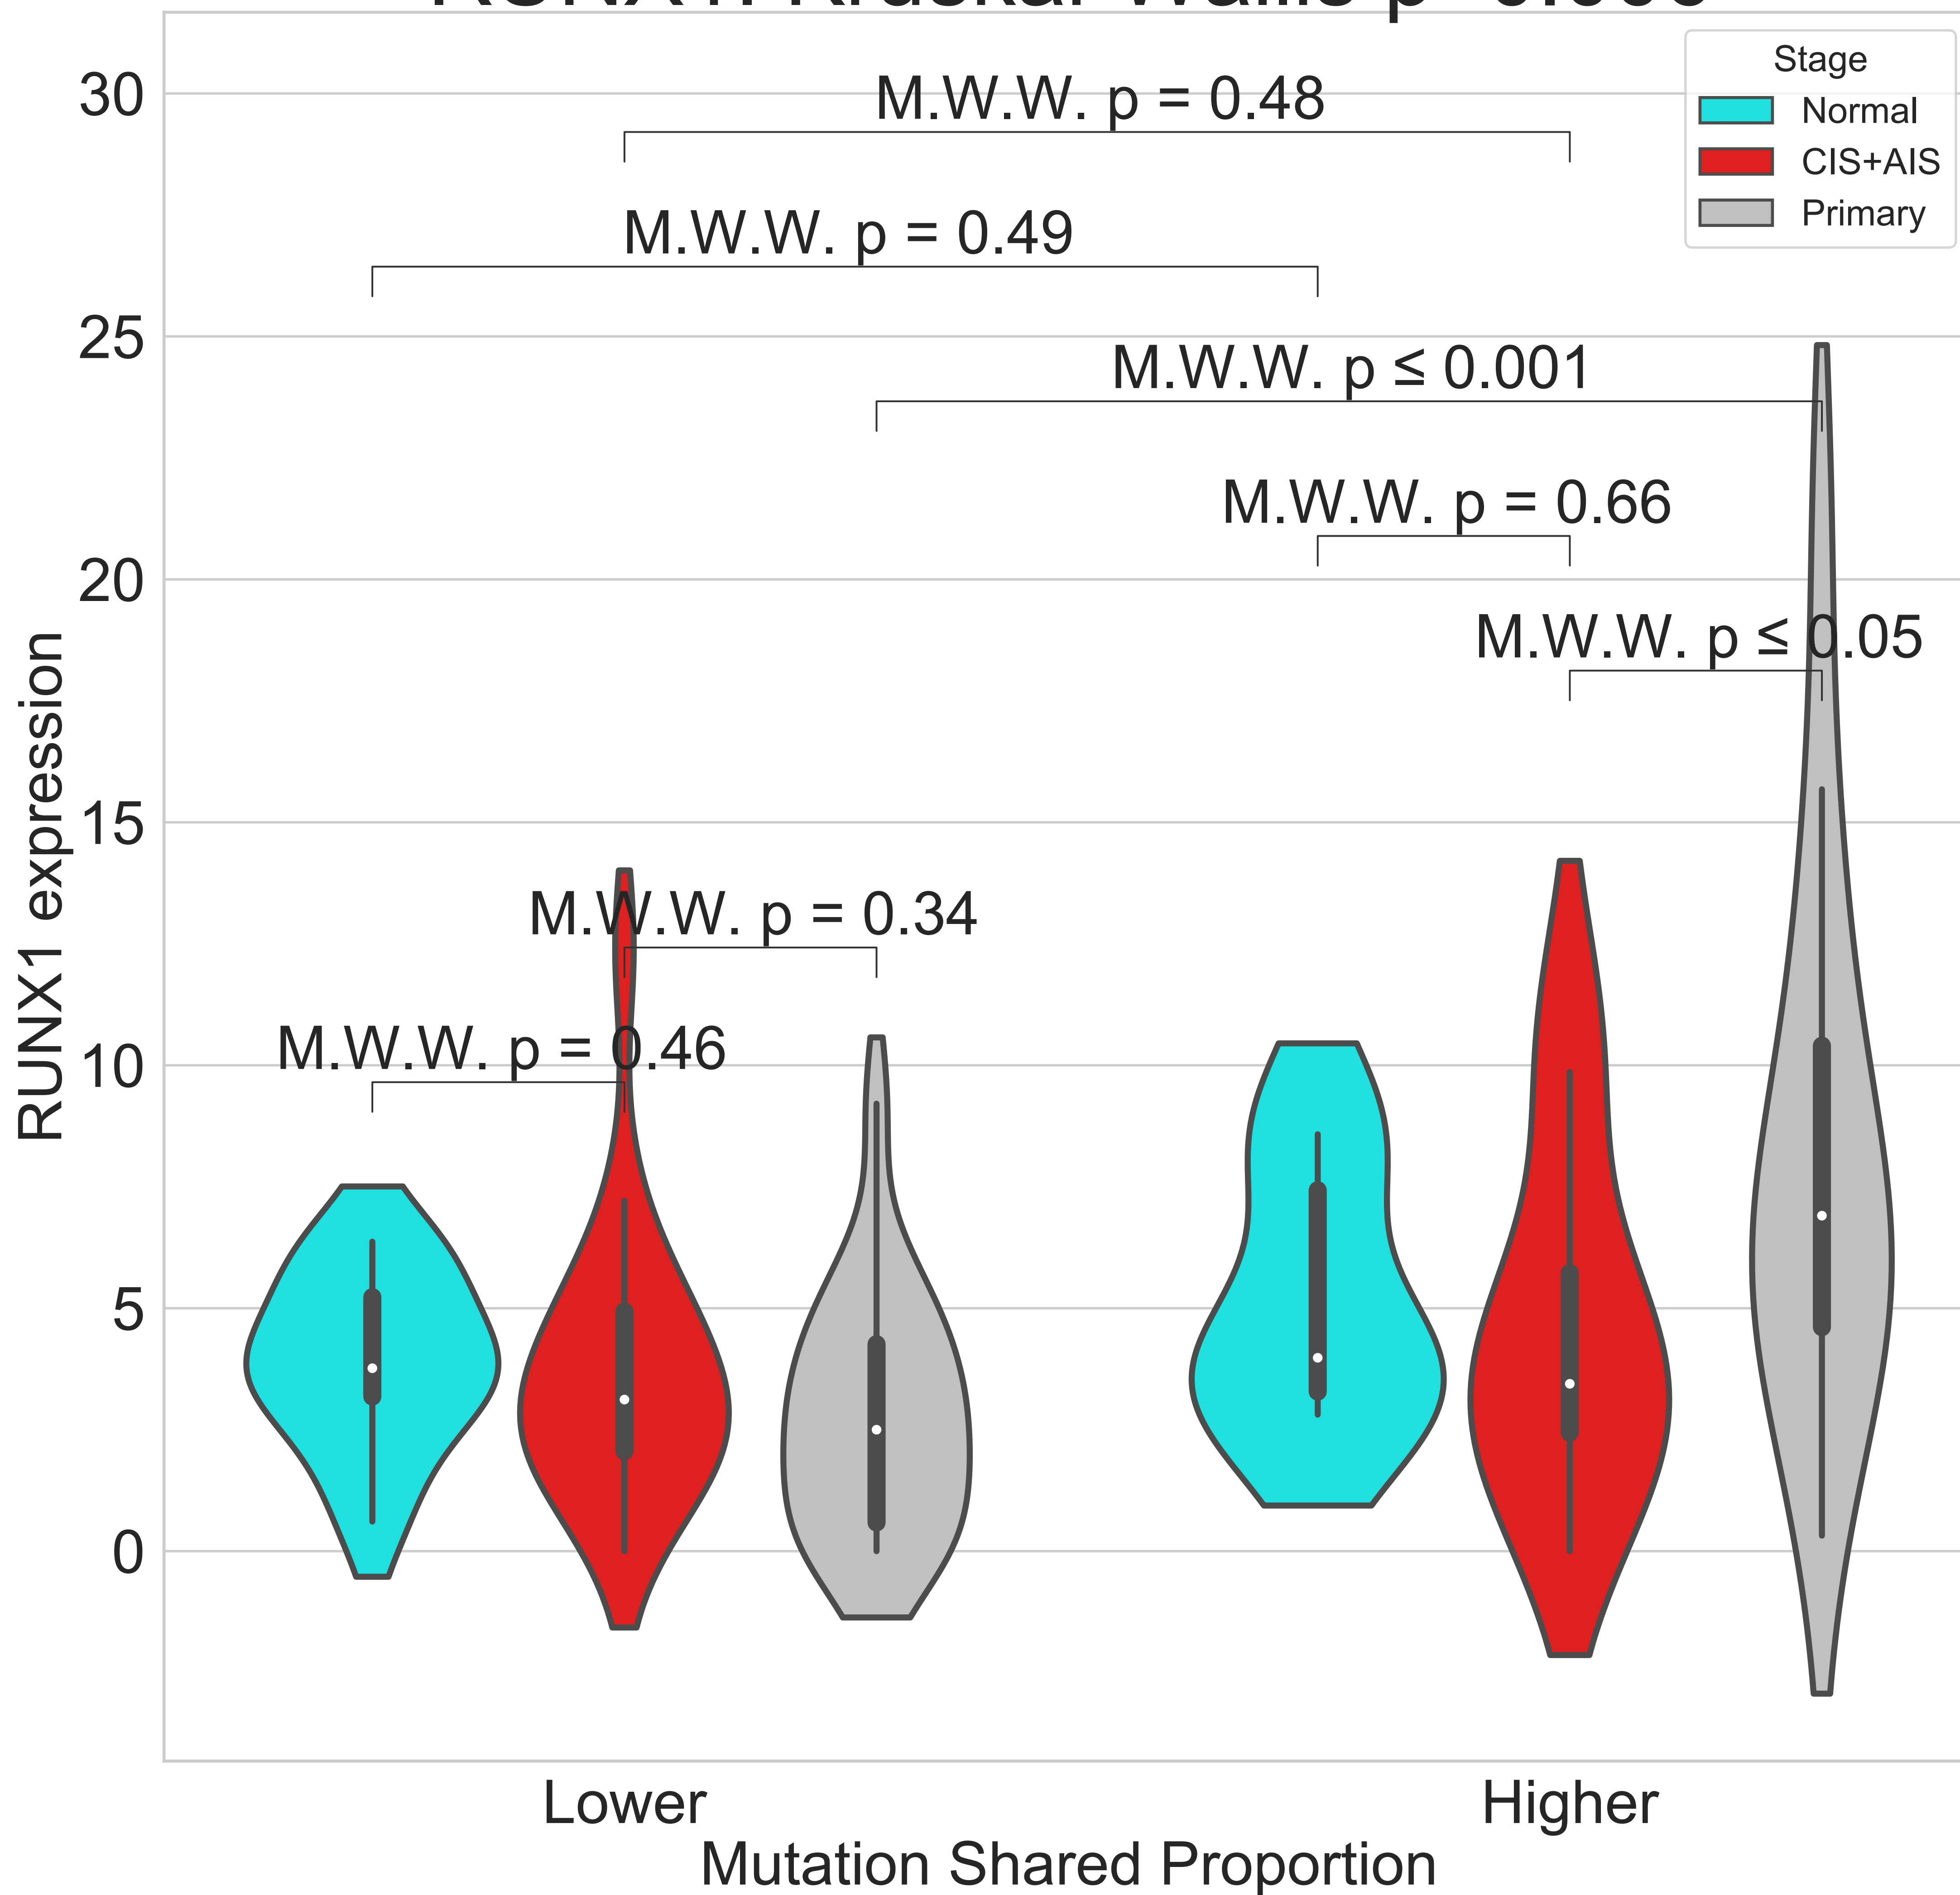 Stage
Normal
CIS+AIS
Primary
30
25
20
15
10
5
0
RUNX1 expression
M.W.W. p = 0.48
M.W.W. p = 0.49
M.W.W. p ≤ 0.001
M.W.W. p = 0.66
M.W.W. p ≤ 0.05
M.W.W. p = 0.34
M.W.W. p = 0.46
Lower
Higher
Mutation Shared Proportion